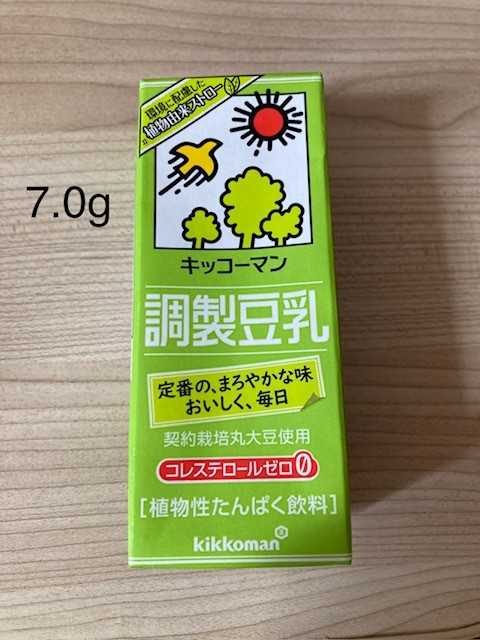 環境に配慮した
植物由来ストロー
7.0g
キッコーマン
調製豆乳
定番の、まろやかな味
おいしく、毎日
契約栽培丸大豆使用
コレステロールゼロ0
[植物性たんぱく飲料]
kikkoman